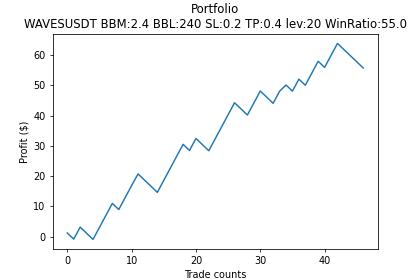 Portfolio
WAVESUSDT BBM:2.4 BBL:240 SL:0.2 TP:0.4 lev:20 WinRatio:55.0
60
50
40
30
20
10
0
Profit ($)
0 10 20 30 40
Trade counts